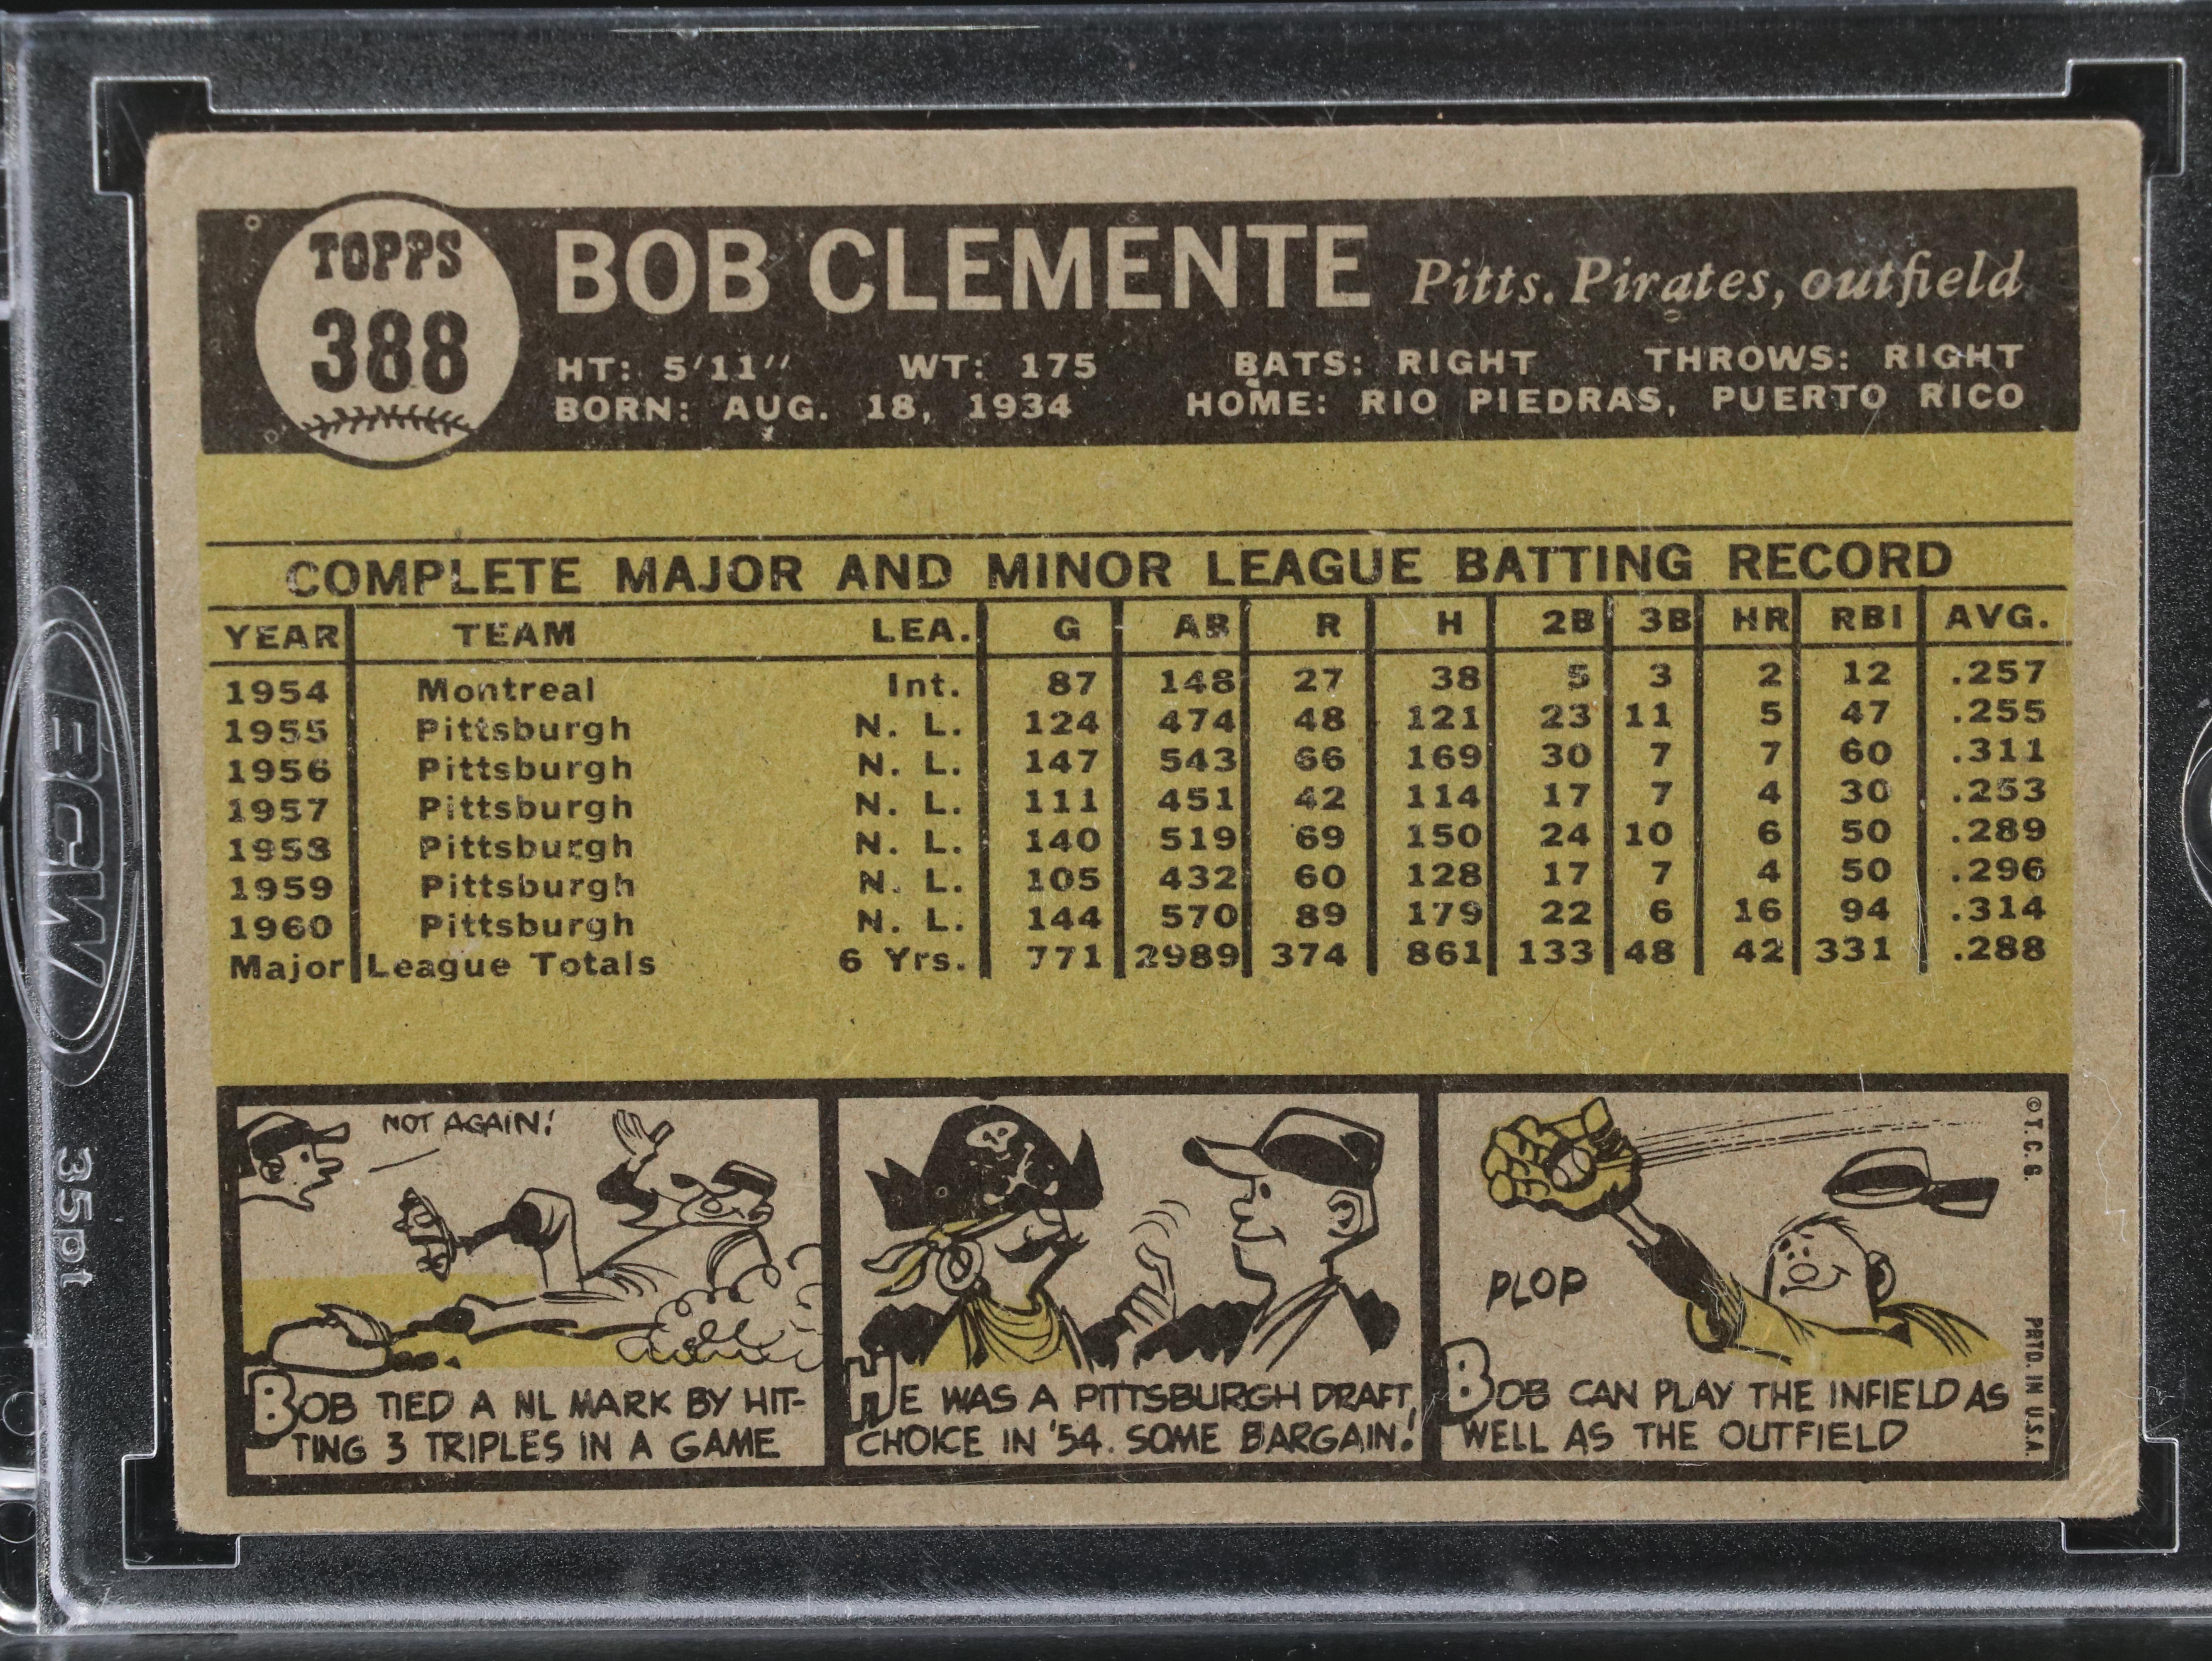 TOPPS
388
BOB CLEMENTE Pitts. Pirates, outfield
HT: 5'11" WT: 175 BATS: RIGHT THROWS: RIGHT
BORN: AUG. 18, 1934 HOME: RIO PIEDRAS, PUERTO RICO
COMPLETE MAJOR AND MINOR LEAGUE BATTING RECORD
YEAR TEAM LEA. G AB R H 2B 3B HR RBI AVG.
1954 Montreal Int. 87 148 27 38 5 3 2 12 .257
1955 Pittsburgh N. L. 124 474 48 121 23 11 5 47 .255
1956 Pittsburgh N. L. 147 543 66 169 30 7 7 60 .311
1957 Pittsburgh N. L. 111 451 42 114 17 7 4 30 .253
1958 Pittsburgh N. L. 140 519 69 150 24 10 6 50 .289
1959 Pittsburgh N. L. 105 432 60 128 17 7 4 50 .296
1960 Pittsburgh N. L. 144 570 89 179 22 6 16 94 .314
Major League Totals 6 Yrs. 771 2989 374 861 133 48 42 331 .288
NOT AGAIN!
BOB TIED A NL MARK BY HIT-
TING 3 TRIPLES IN A GAME
HE WAS A PITTSBURGH DRAFT
CHOICE IN '54. SOME BARGAIN!
PLOP
BOB CAN PLAY THE INFIELD AS
WELL AS THE OUTFIELD
© T. C. G.
PRTD. IN U.S.A.
BCW
35pt